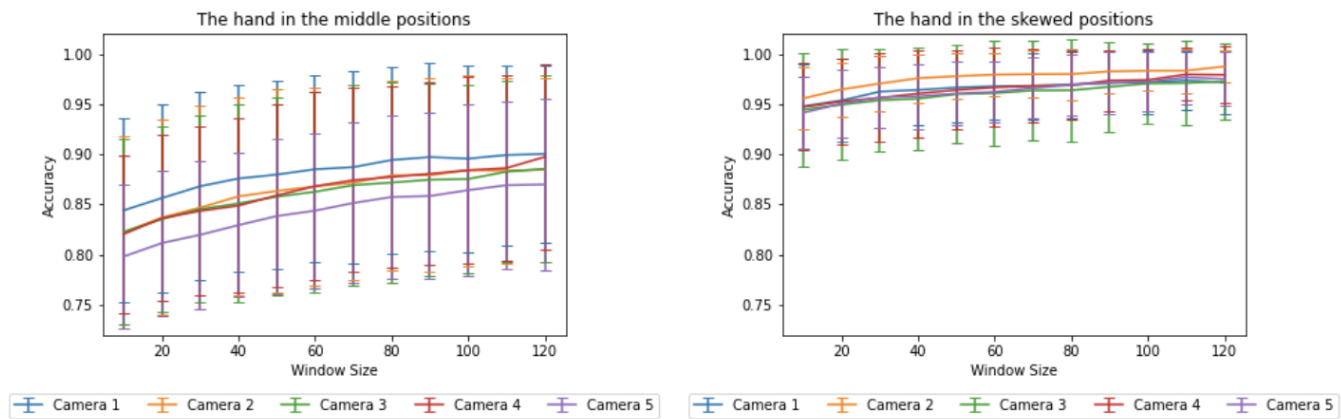 The hand in the middle positions
1.00
0.95
0.90
0.85
0.80
0.75
Accuracy
20 40 60 80 100 120
Window Size
Camera 1 Camera 2 Camera 3 Camera 4 Camera 5
The hand in the skewed positions
1.00
0.95
0.90
0.85
0.80
0.75
Accuracy
20 40 60 80 100 120
Window Size
Camera 1 Camera 2 Camera 3 Camera 4 Camera 5